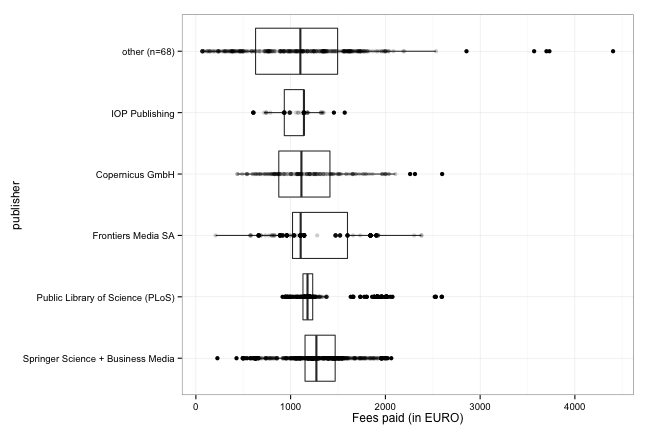 other (n=68)
IOP Publishing
Copernicus GmbH
Frontiers Media SA
Public Library of Science (PLoS)
Springer Science + Business Media
publisher
0 1000 2000 3000 4000
Fees paid (in EURO)